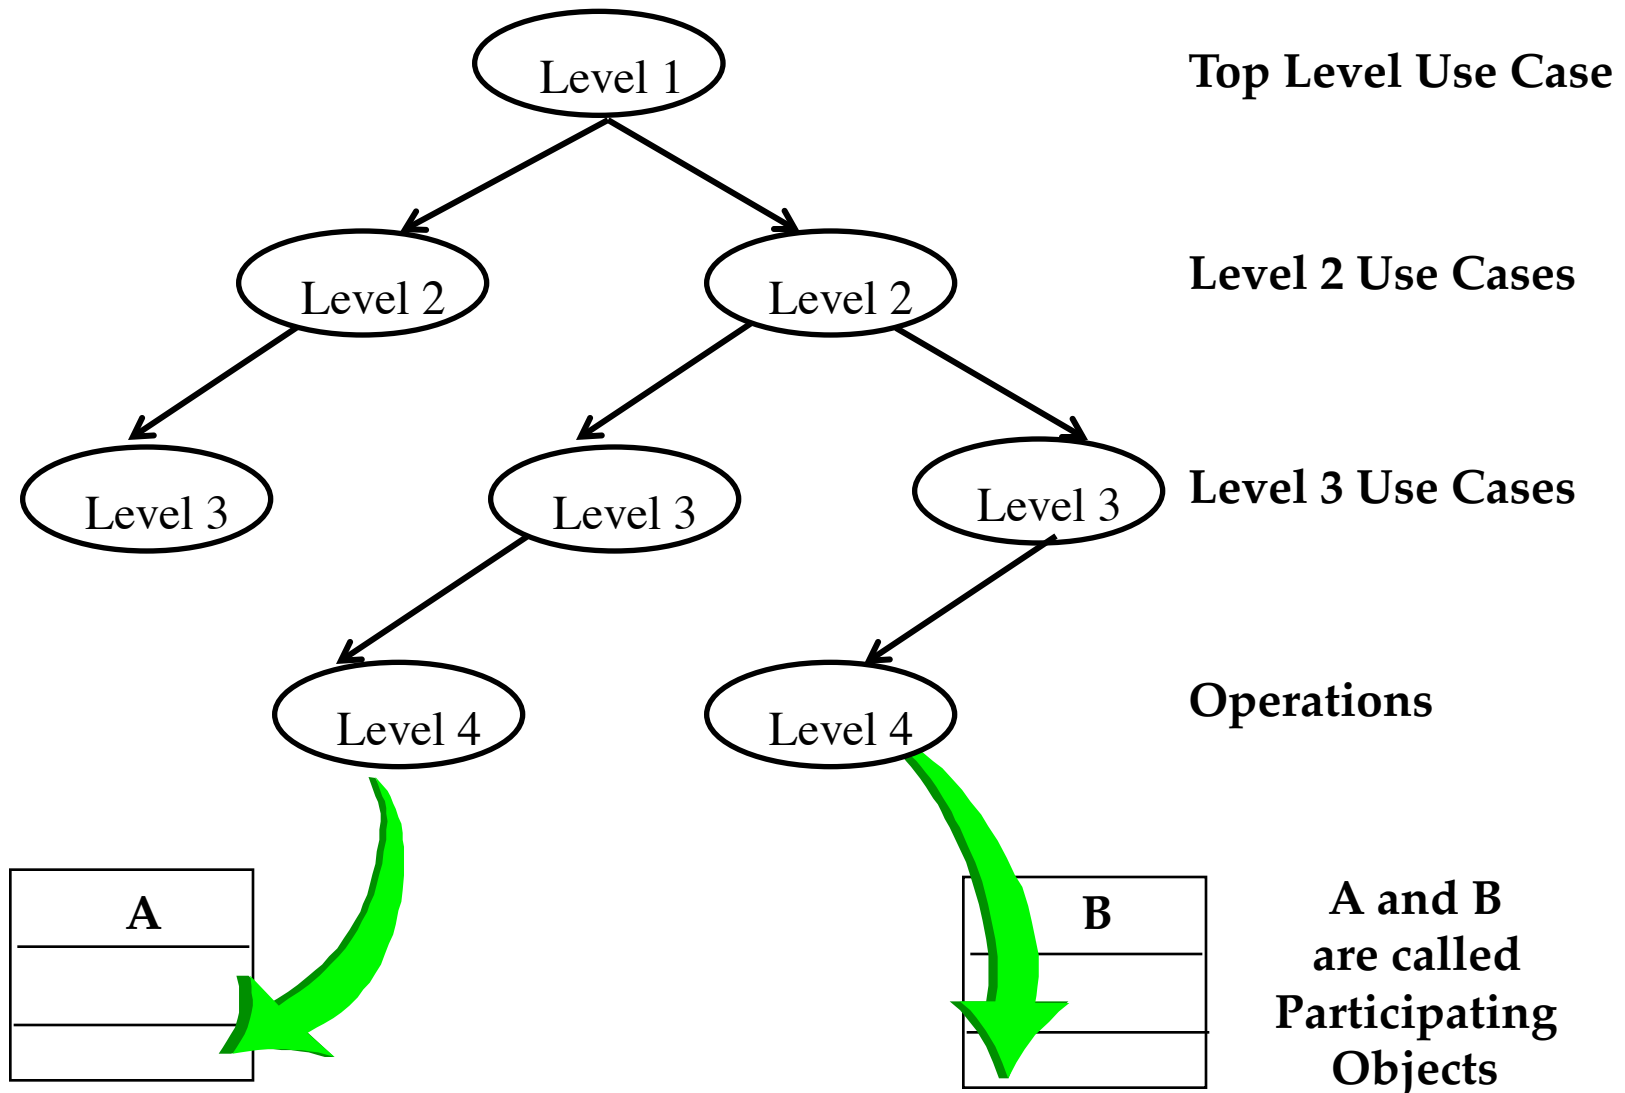 Level 1
Top Level Use Case
Level 2
Level 2
Level 2 Use Cases
Level 3
Level 3
Level 3
Level 3 Use Cases
Level 4
Level 4
Operations
A
B
A and B
are called
Participating
Objects